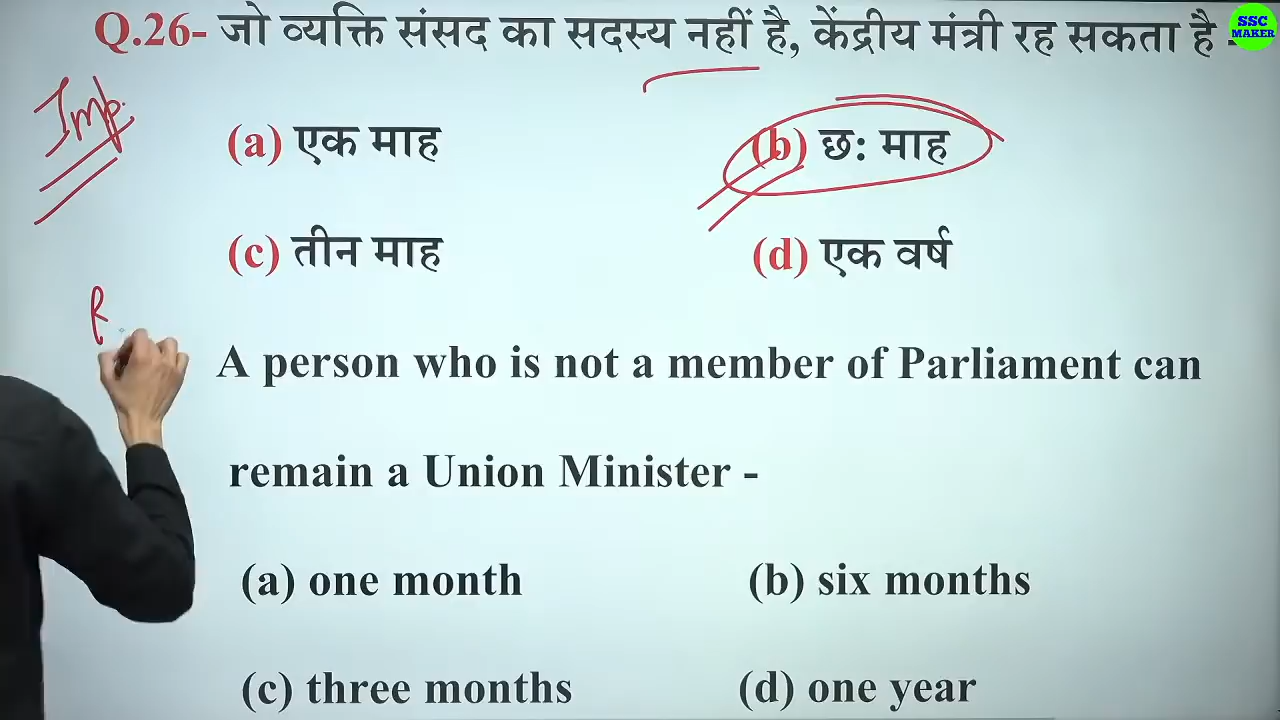 Q.26- जो व्यक्ति संसद का सदस्य नहीं है, केंद्रीय मंत्री रह सकता है -
SSC
MAKER
Imp.
(a) एक माह
(b) छः माह
(c) तीन माह
(d) एक वर्ष
R
A person who is not a member of Parliament can
remain a Union Minister -
(a) one month
(b) six months
(c) three months
(d) one year